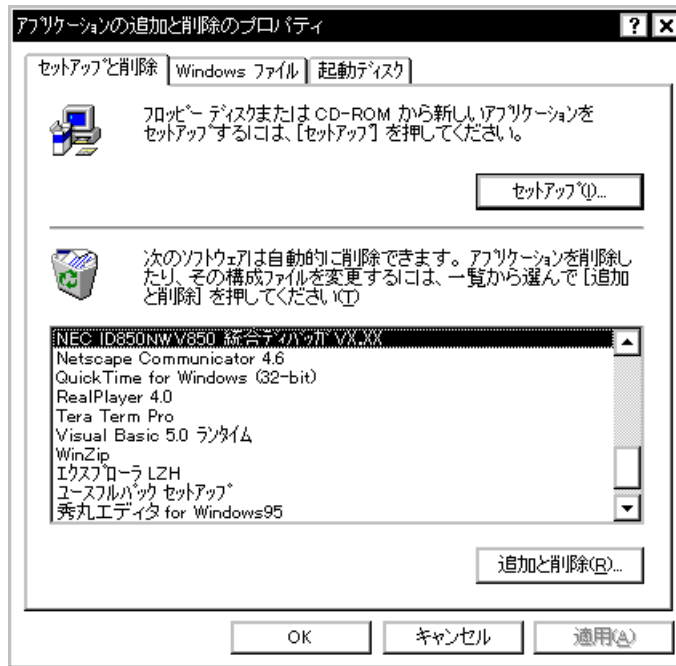 アプリケーションの追加と削除のプロパティ
セットアップと削除 Windows ファイル 起動ディスク
フロッピー ディスクまたは CD-ROM から新しいアプリケーションを
セットアップするには、[セットアップ] を押してください。
セットアップ(I)...
次のソフトウェアは自動的に削除できます。アプリケーションを削除し
たり、その構成ファイルを変更するには、一覧から選んで [追加
と削除] を押してください(T)
NEC ID850NW V850 統合ディバッガ VX.XX
Netscape Communicator 4.6
QuickTime for Windows (32-bit)
RealPlayer 4.0
Tera Term Pro
Visual Basic 5.0 ランタイム
WinZip
エクスプローラ LZH
ユースフルパック セットアップ
秀丸エディタ for Windows95
追加と削除(R)...
OK キャンセル 適用(A)